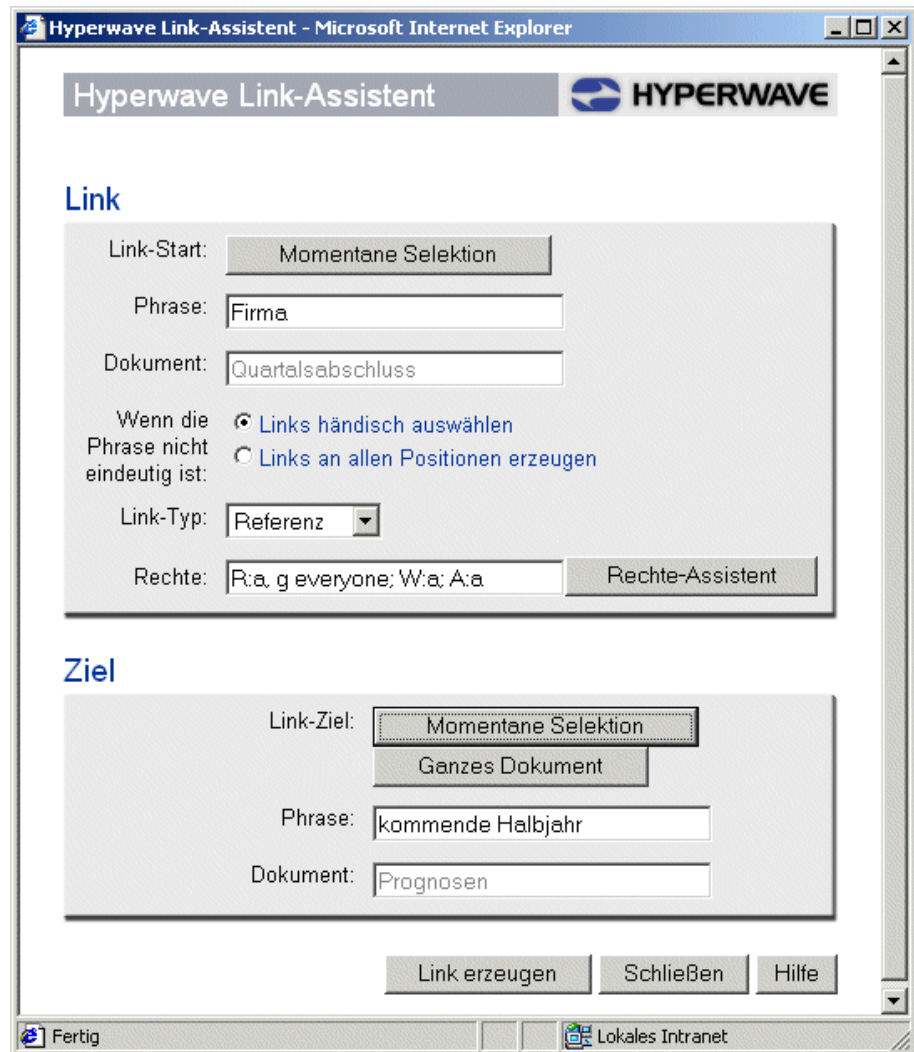 Hyperwave Link-Assistent - Microsoft Internet Explorer
Hyperwave Link-Assistent HYPERWAVE
Link
Link-Start: Momentane Selektion
Phrase: Firma
Dokument: Quartalsabschluss
Wenn die Phrase nicht eindeutig ist:
Links händisch auswählen
Links an allen Positionen erzeugen
Link-Typ: Referenz
Rechte: R:a, g everyone; W:a; A:a Rechte-Assistent
Ziel
Link-Ziel: Momentane Selektion
Ganzes Dokument
Phrase: kommende Halbjahr
Dokument: Prognosen
Link erzeugen Schließen Hilfe
Fertig Lokales Intranet